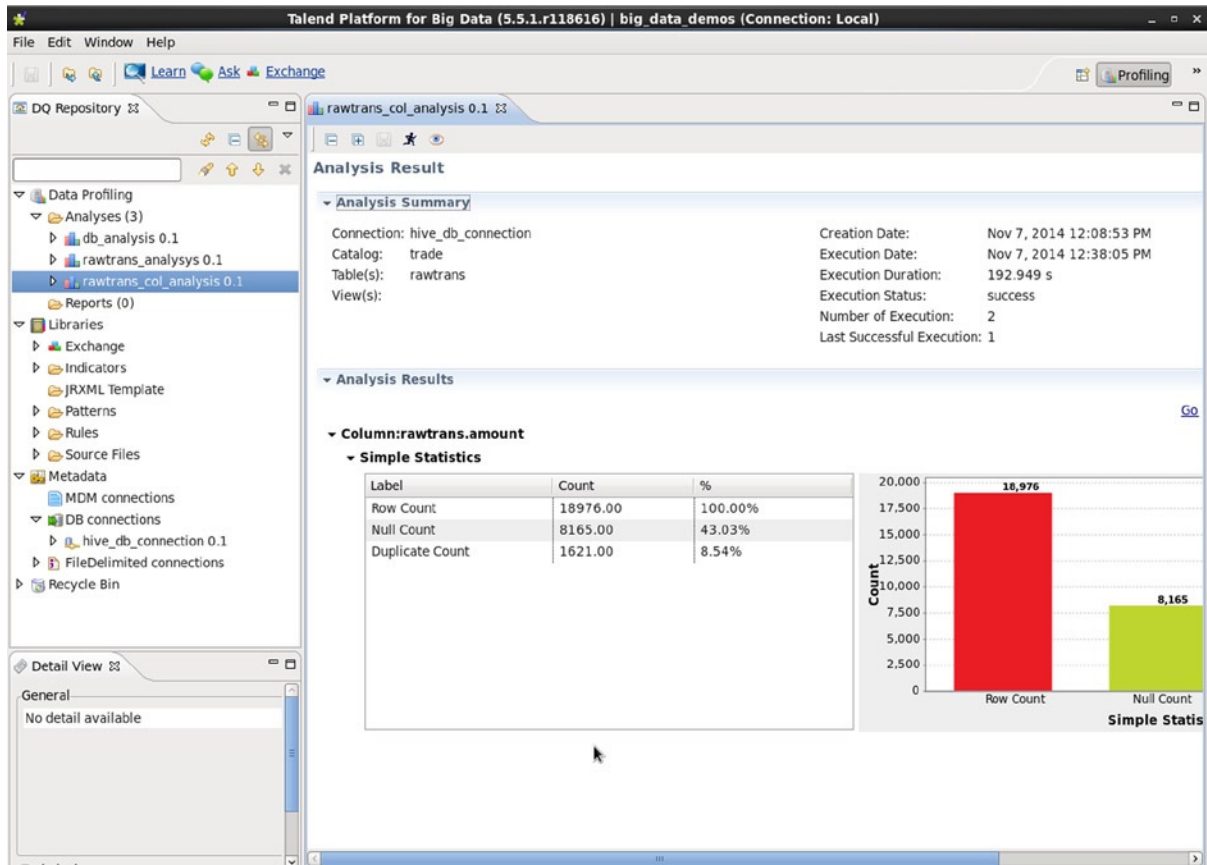 Talend Platform for Big Data (5.5.1.r118616) | big_data_demos (Connection: Local)
File Edit Window Help
Learn Ask Exchange
Profiling
DQ Repository
Data Profiling
Analyses (3)
db_analysis 0.1
rawtrans_analysys 0.1
rawtrans_col_analysis 0.1
Reports (0)
Libraries
Exchange
Indicators
JRXML Template
Patterns
Rules
Source Files
Metadata
MDM connections
DB connections
hive_db_connection 0.1
FileDelimited connections
Recycle Bin
Detail View
General
No detail available
rawtrans_col_analysis 0.1
Analysis Result
Analysis Summary
Connection: hive_db_connection
Catalog: trade
Table(s): rawtrans
View(s):
Creation Date: Nov 7, 2014 12:08:53 PM
Execution Date: Nov 7, 2014 12:38:05 PM
Execution Duration: 192.949 s
Execution Status: success
Number of Execution: 2
Last Successful Execution: 1
Analysis Results
Go
Column:rawtrans.amount
Simple Statistics
Label Count %
Row Count 18976.00 100.00%
Null Count 8165.00 43.03%
Duplicate Count 1621.00 8.54%
Count
20,000
17,500
15,000
12,500
10,000
7,500
5,000
2,500
0
18,976
8,165
Row Count Null Count
Simple Statis